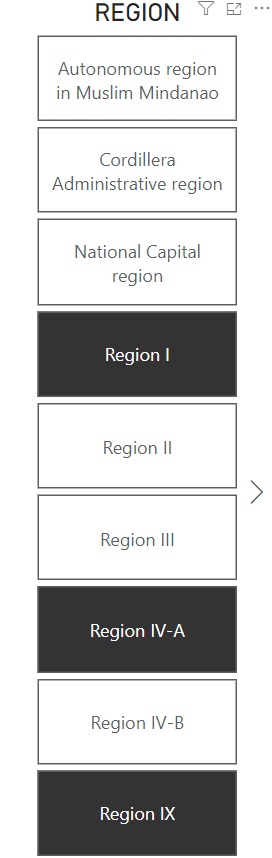 REGION
Autonomous region
in Muslim Mindanao
Cordillera
Administrative region
National Capital
region
Region I
Region II
Region III
Region IV-A
Region IV-B
Region IX